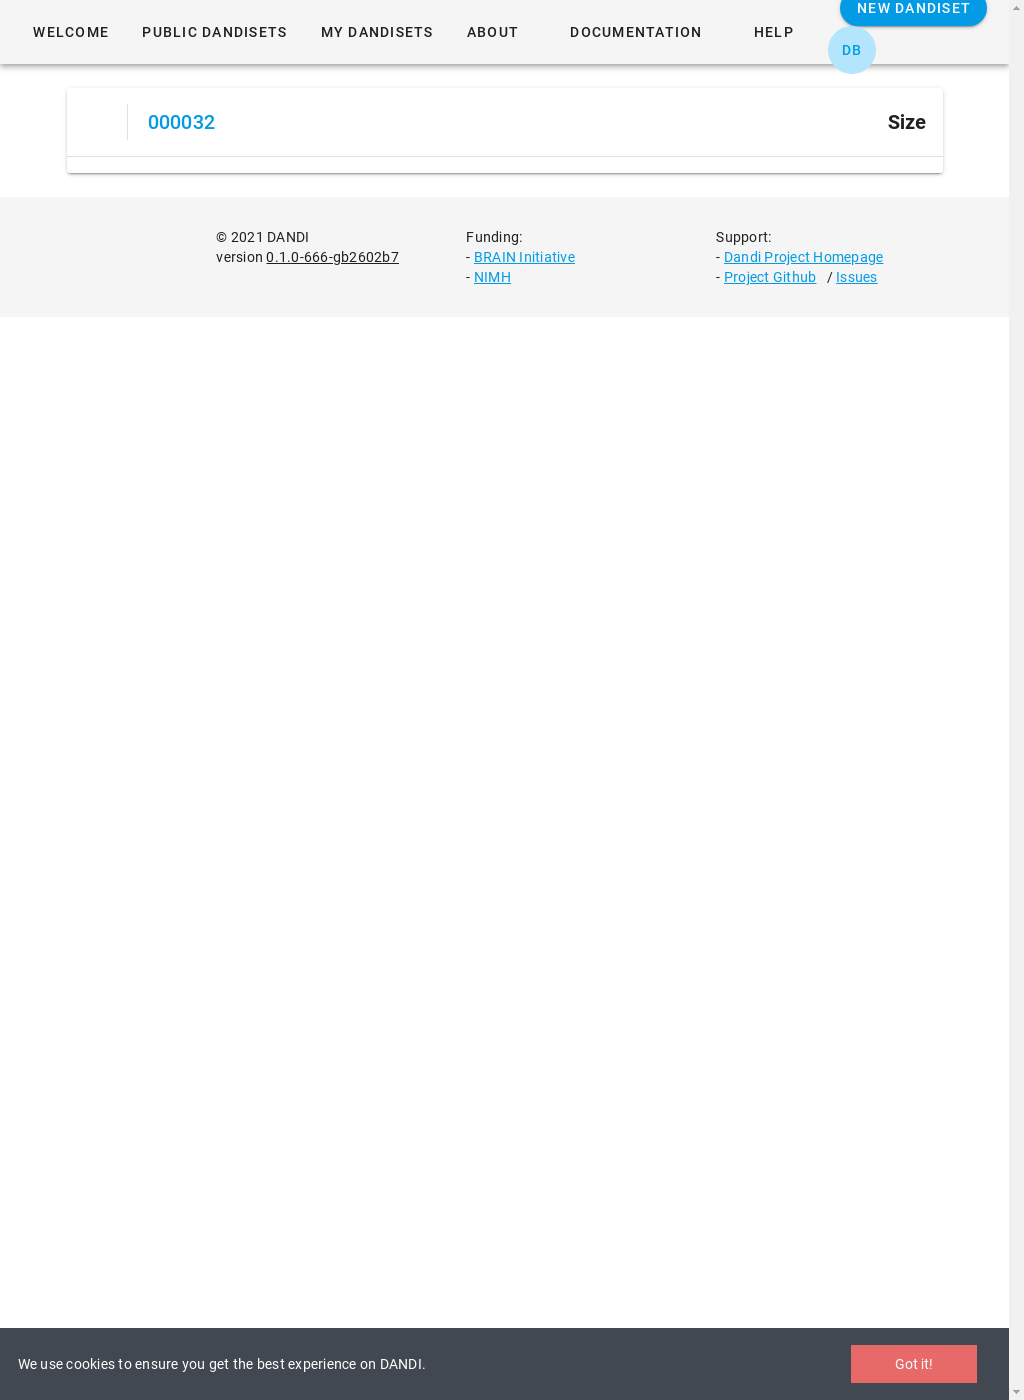 NEW DANDISET
WELCOME PUBLIC DANDISETS MY DANDISETS ABOUT DOCUMENTATION HELP
DB
000032 Size
© 2021 DANDI
version 0.1.0-666-gb2602b7
Funding:
- BRAIN Initiative
- NIMH
Support:
- Dandi Project Homepage
- Project Github / Issues
We use cookies to ensure you get the best experience on DANDI. Got it!